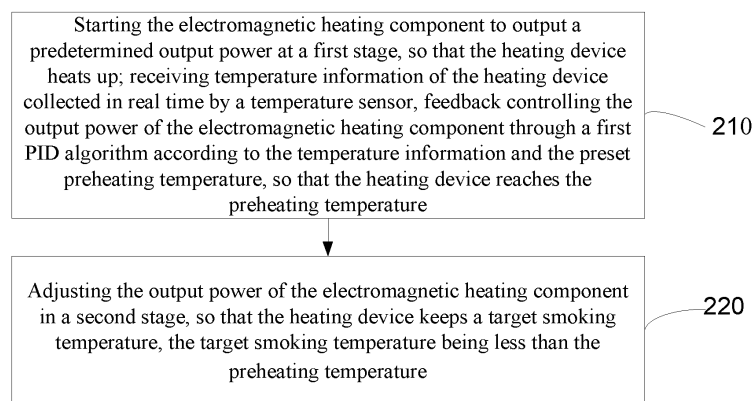 Starting the electromagnetic heating component to output a
predetermined output power at a first stage, so that the heating device
heats up; receiving temperature information of the heating device
collected in real time by a temperature sensor, feedback controlling the
output power of the electromagnetic heating component through a first
PID algorithm according to the temperature information and the preset
preheating temperature, so that the heating device reaches the
preheating temperature
210
Adjusting the output power of the electromagnetic heating component
in a second stage, so that the heating device keeps a target smoking
temperature, the target smoking temperature being less than the
preheating temperature
220